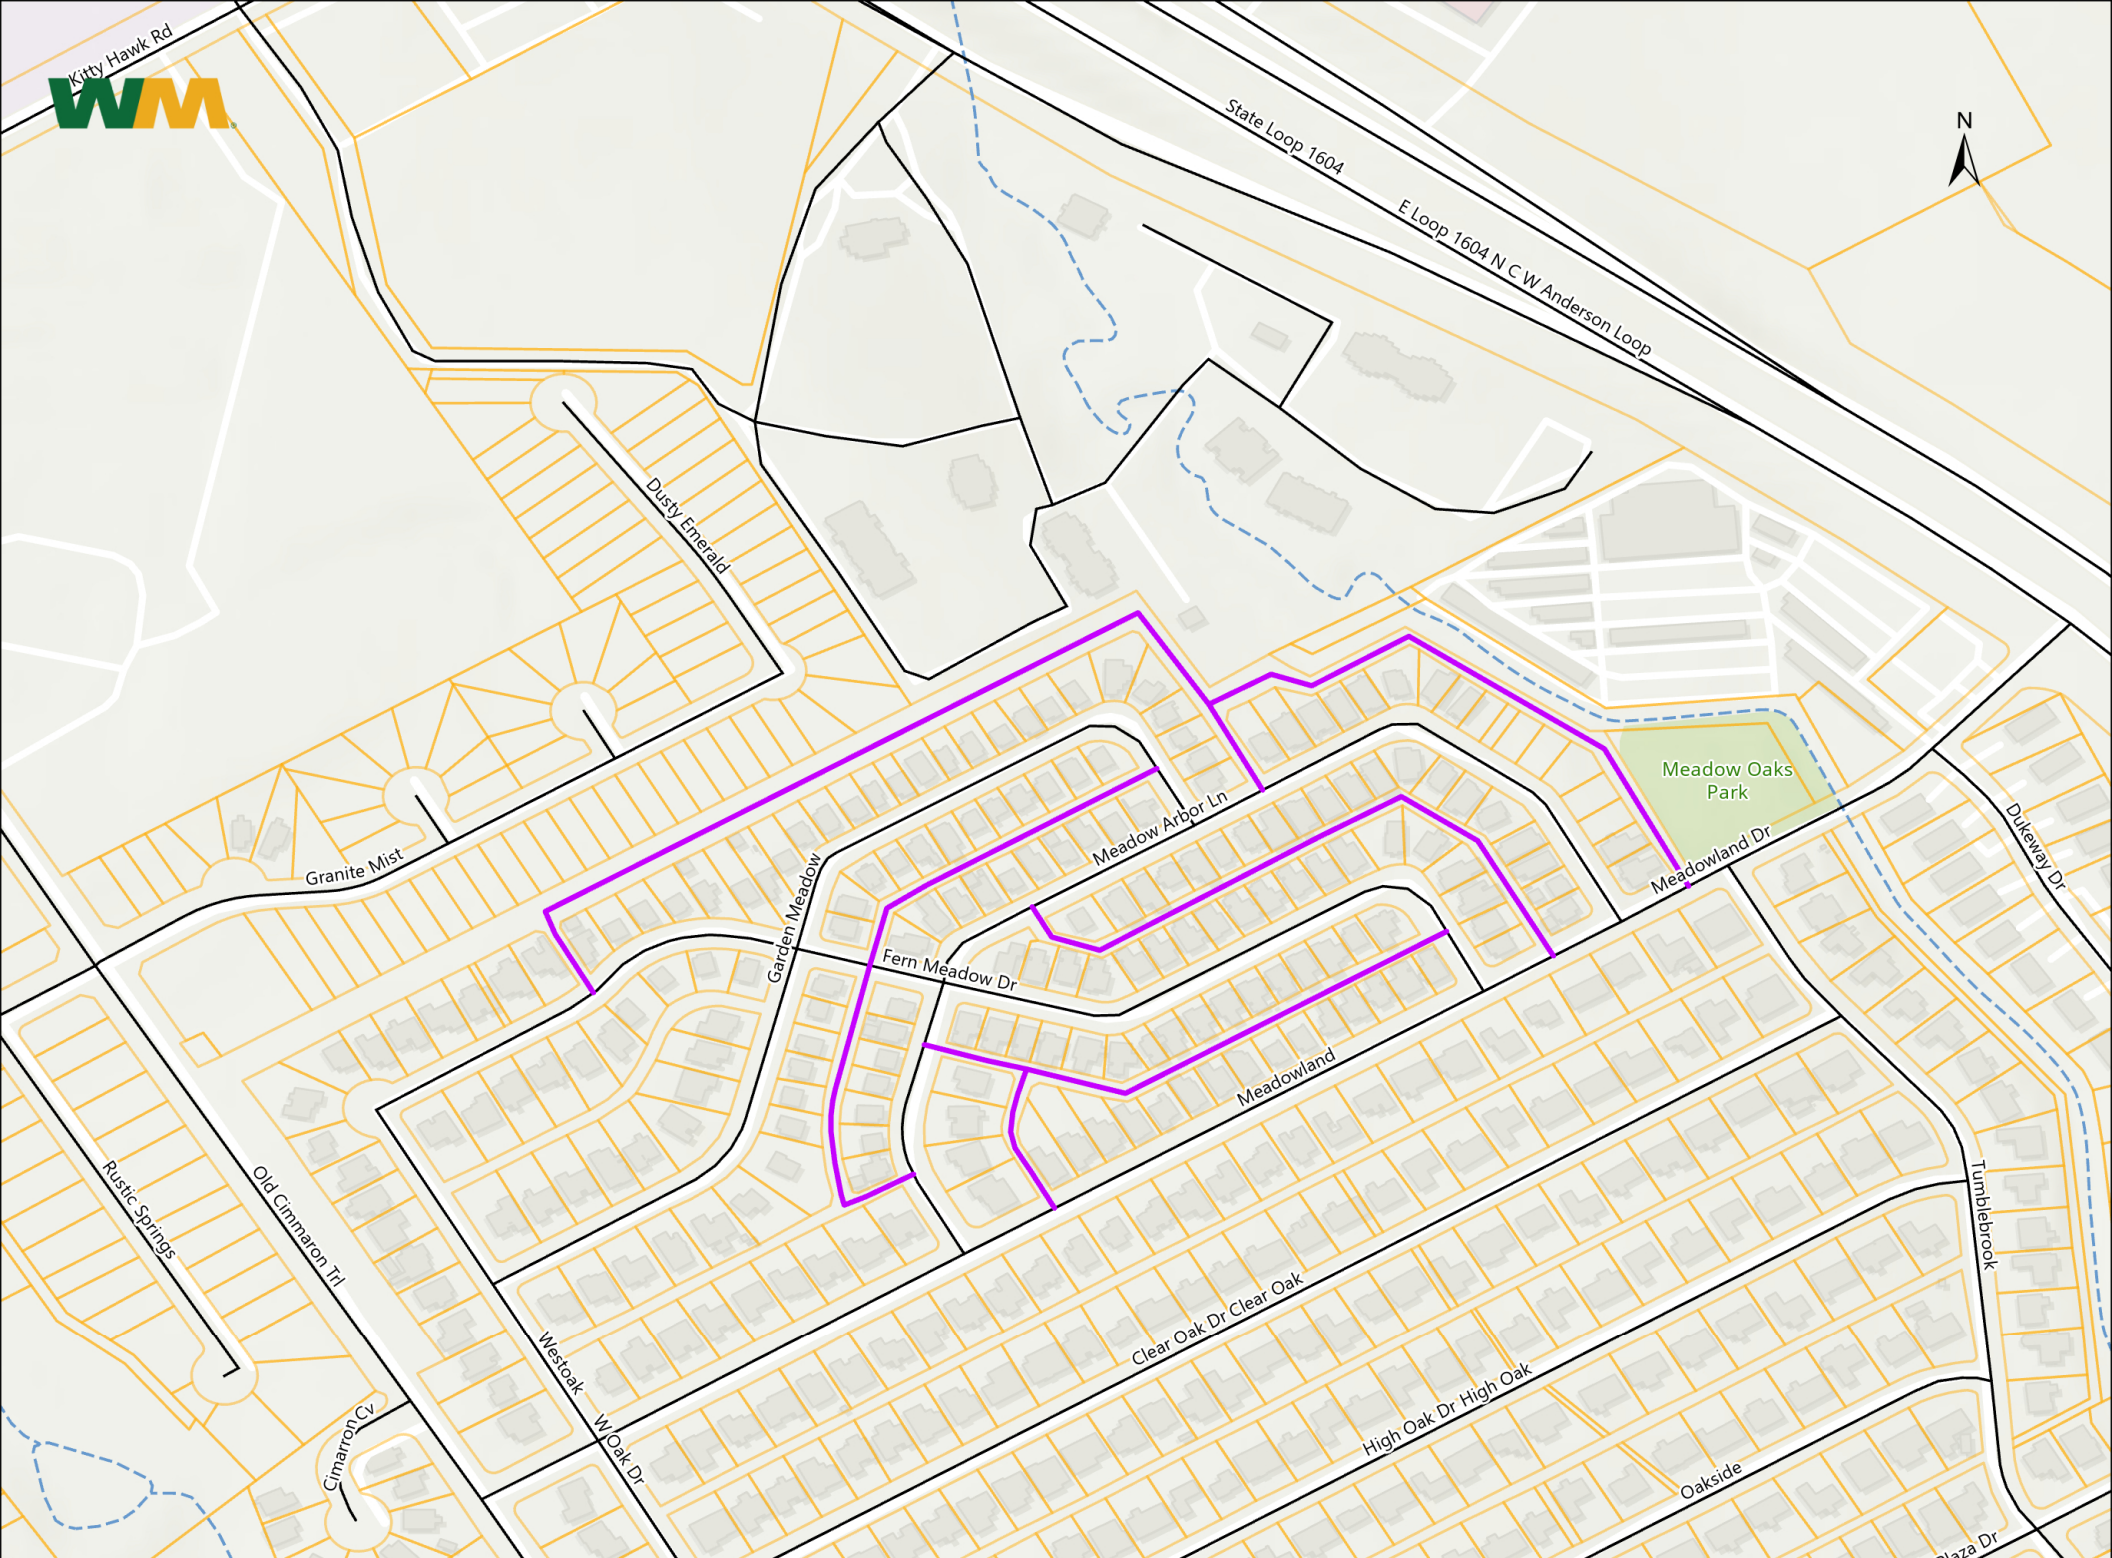 Kitty Hawk Rd
WM
N
State Loop 1604
E Loop 1604 N C W Anderson Loop
Dusty Emerald
Meadow Oaks
Park
Meadow Arbor Ln
Meadowland Dr
Dukeway Dr
Granite Mist
Garden Meadow
Fern Meadow Dr
Meadowland
Rustic Springs
Old Cimmaron Trl
Tumblebrook
Clear Oak Dr Clear Oak
Westoak
High Oak Dr High Oak
Cimarron Cv
W Oak Dr
Oakside
laza Dr